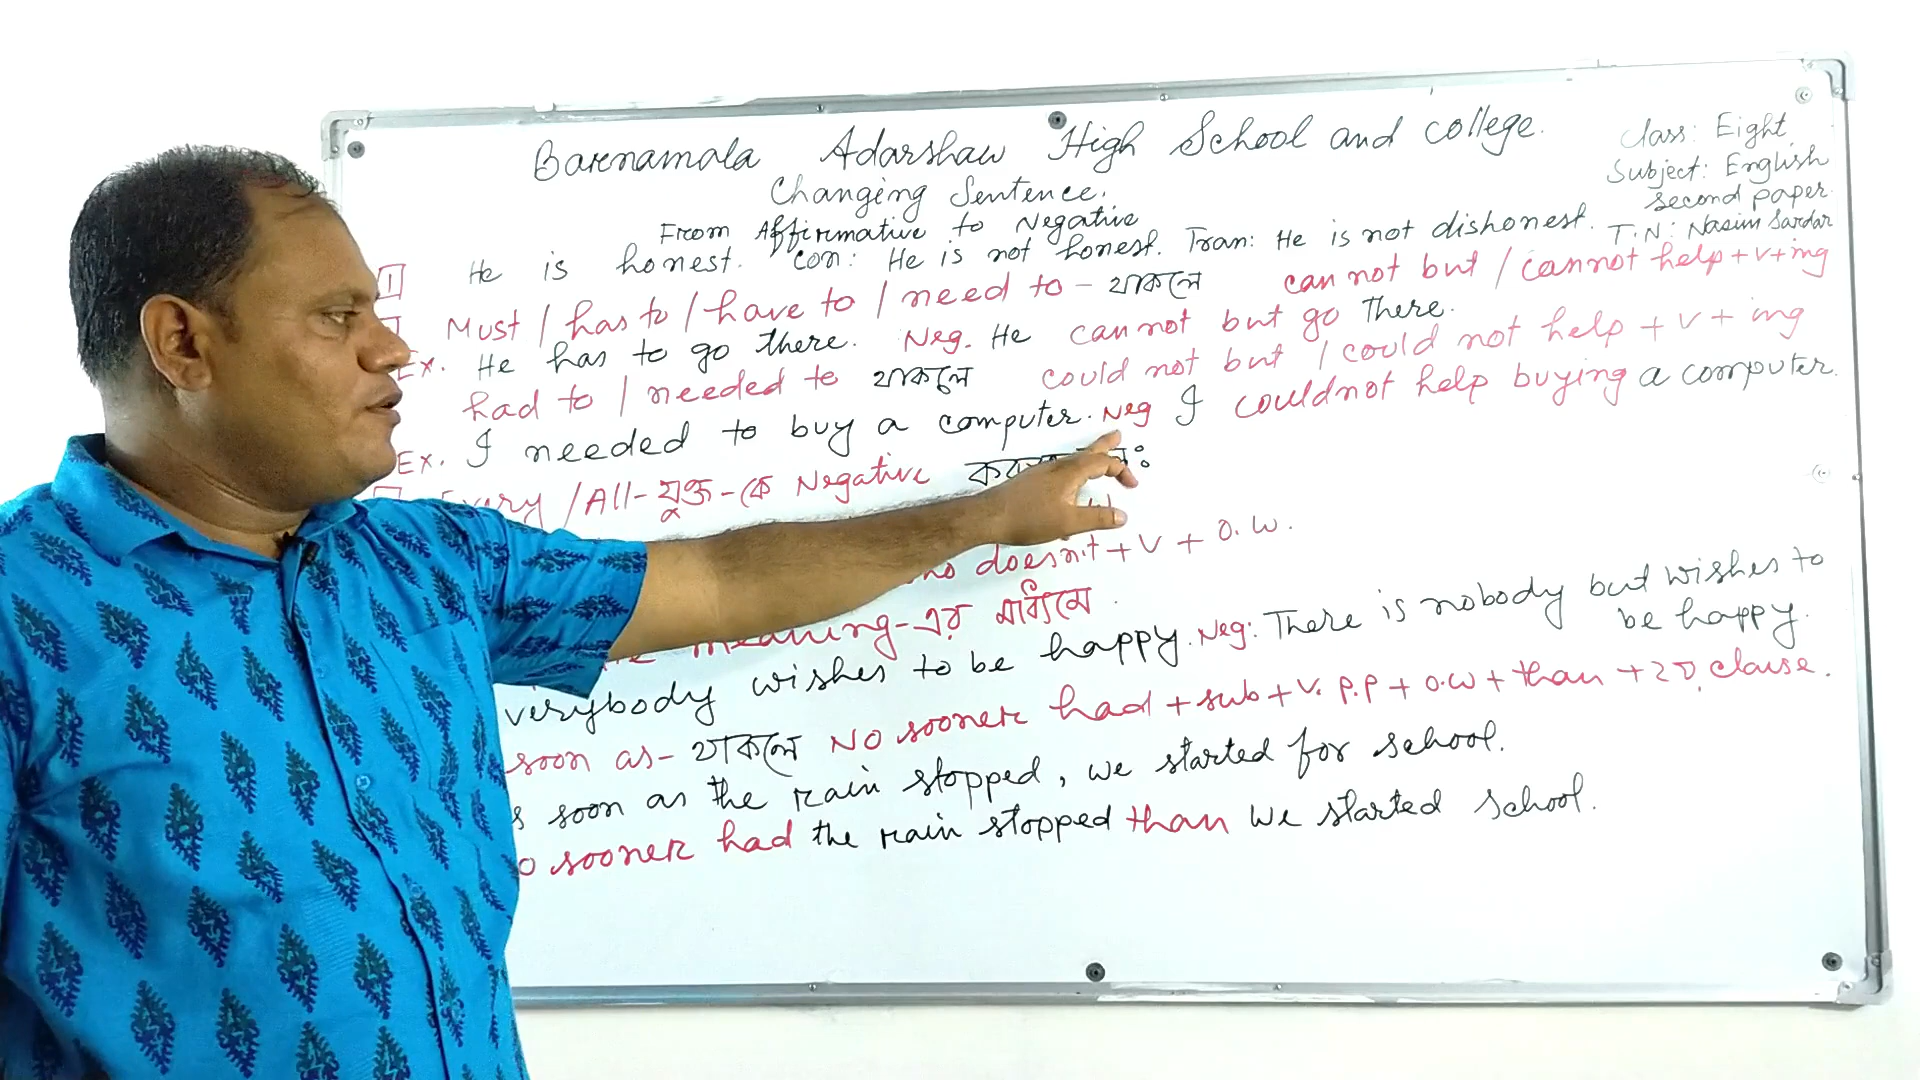 Barenamala Adarshaw High School and college.
Class: Eight
Subject: English
second paper
T.N: Nasim Sardar
Changing Sentence.
From Affirmative to Negative
1 He is honest. Con: He is not honest. Tran: He is not dishonest.
Must / has to / have to / need to - থাকলে can not but / cannot help + v + ing
Ex. He has to go there. Neg. He can not but go there.
had to / needed to থাকলে could not but / could not help + v + ing
Ex. I needed to buy a computer. Neg I couldnot help buying a computer.
Every / All - যুক্ত - কে Negative
doesn't + v + o.w.
meaning - এর মাধ্যমে
verybody wishes to be happy. Neg: There is nobody but wishes to be happy.
soon as - থাকলে No sooner had + sub + v. p.p + o.w + than + 2D. clause.
s soon as the rain stopped, we started for school.
o sooner had the rain stopped than we started school.